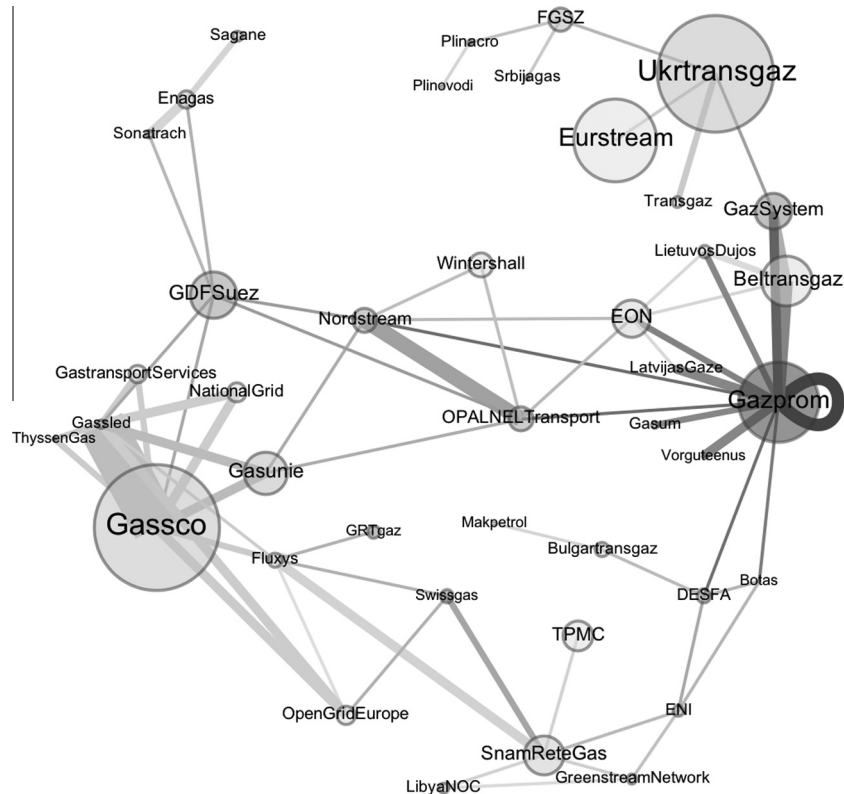 FGSZ
Sagane
Plinacro
Ukrtransgaz
Srbijagas
Plinovodi
Enagas
Sonatrach
Eurstream
Transgaz
GazSystem
LietuvosDujos
Wintershall
Beltransgaz
GDFSuez
Nordstream
EON
LatvijasGaze
GastransportServices
NationalGrid
Gazprom
OPALNELTransport
Gassled
Gasum
ThyssenGas
Vorguteenus
Gasunie
Gassco
Makpetrol
GRTgaz
Bulgartransgaz
Fluxys
Botas
Swissgas
DESFA
TPMC
ENI
OpenGridEurope
SnamReteGas
GreenstreamNetwork
LibyaNOC